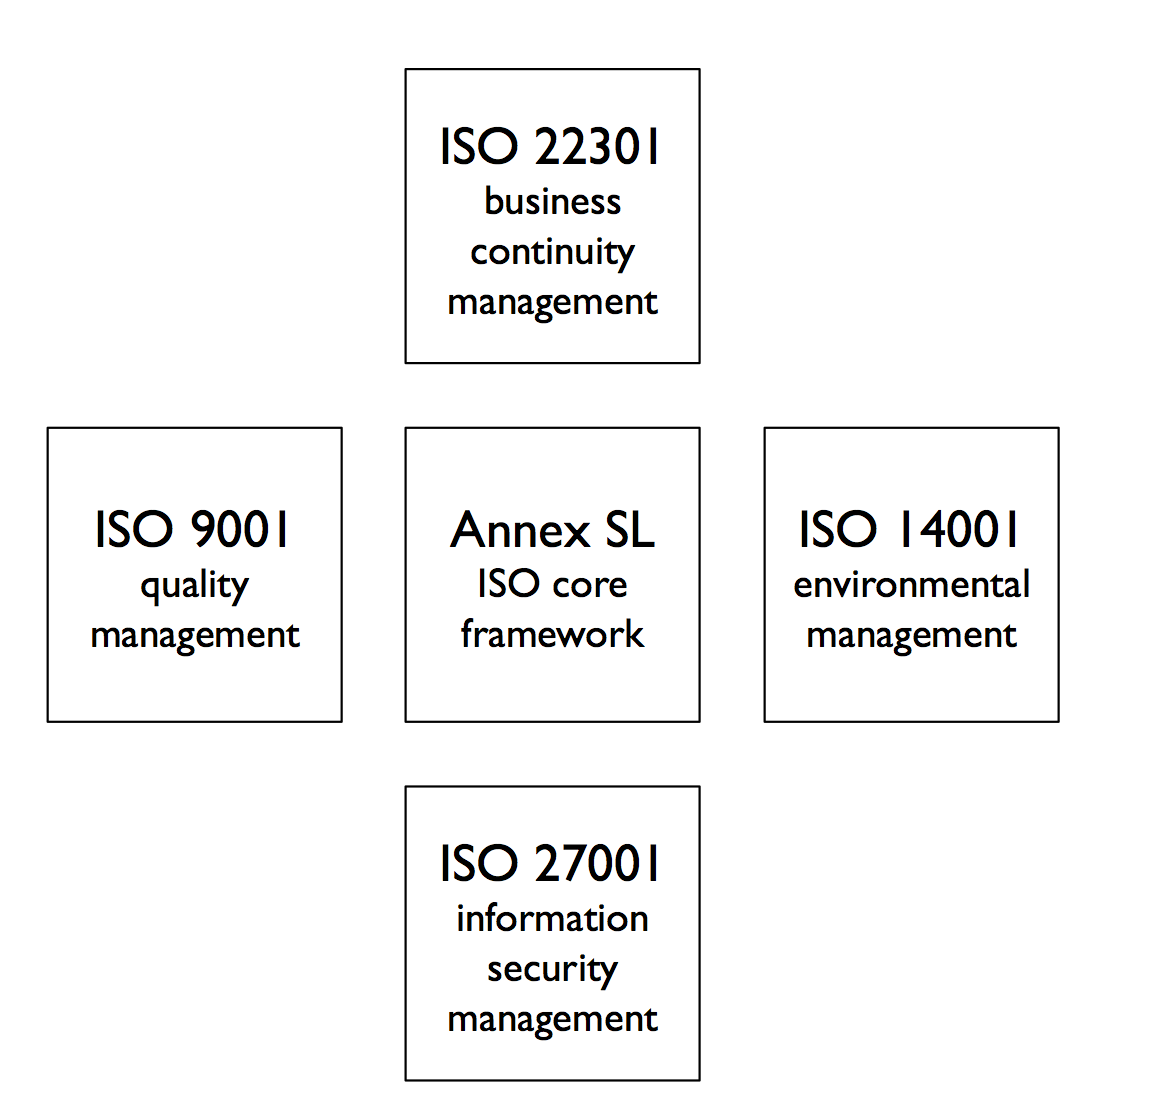 ISO 22301
business
continuity
management
ISO 9001
quality
management
Annex SL
ISO core
framework
ISO 14001
environmental
management
ISO 27001
information
security
management